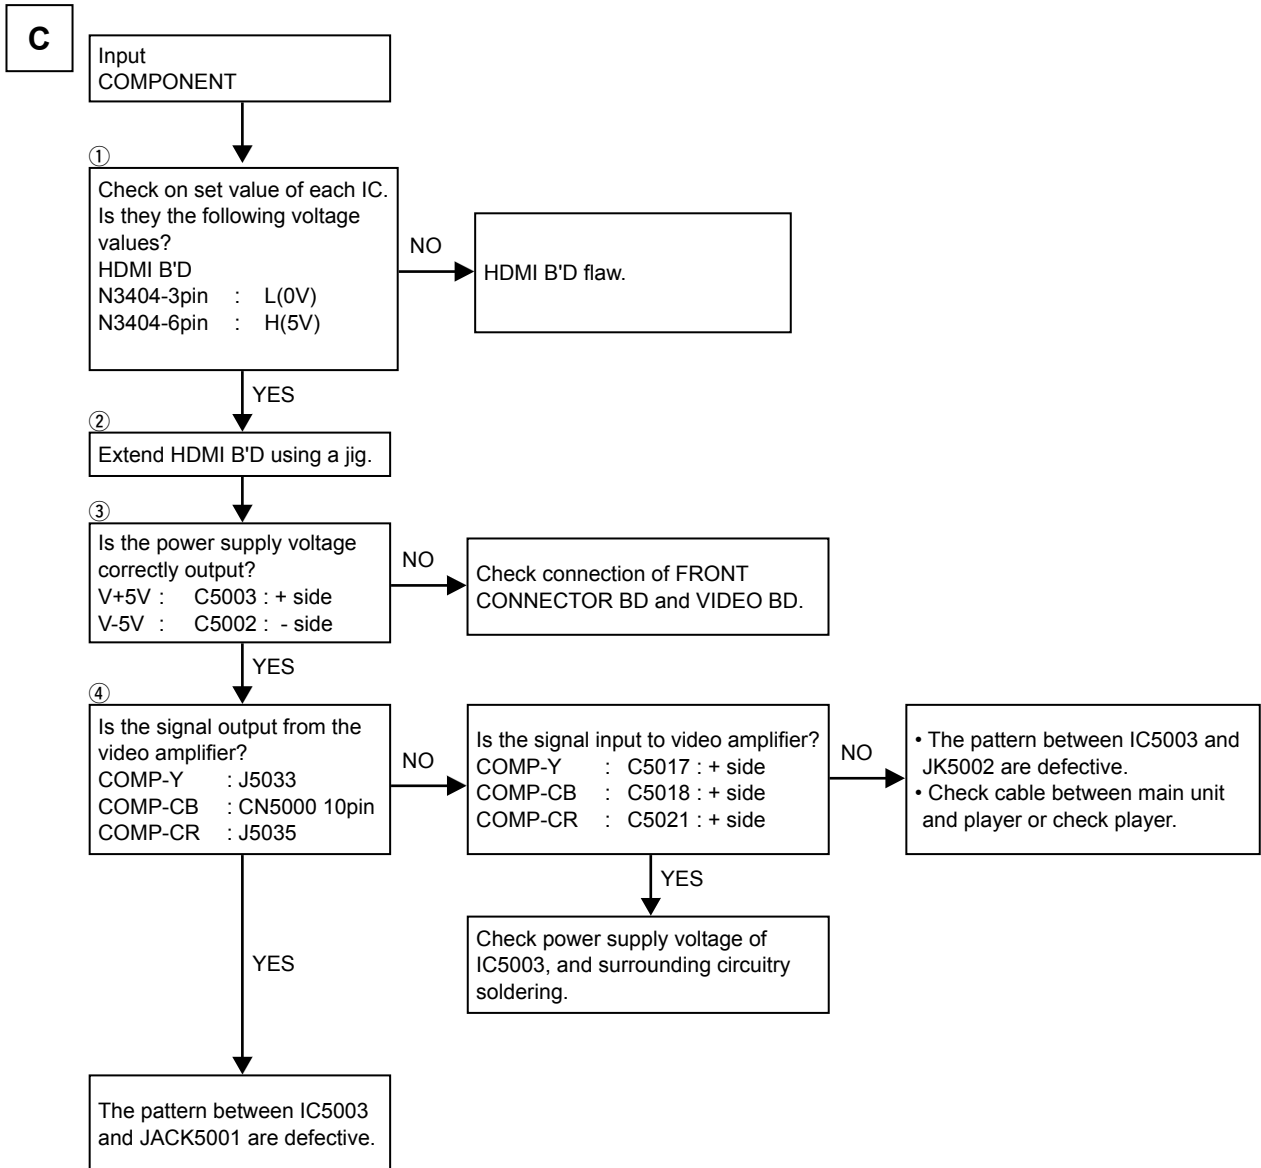 C
Input
COMPONENT
①
Check on set value of each IC.
Is they the following voltage
values?
HDMI B'D
N3404-3pin : L(0V)
N3404-6pin : H(5V)
NO
HDMI B'D flaw.
YES
②
Extend HDMI B'D using a jig.
③
Is the power supply voltage
correctly output?
V+5V : C5003 : + side
V-5V : C5002 : - side
NO
Check connection of FRONT
CONNECTOR BD and VIDEO BD.
YES
④
Is the signal output from the
video amplifier?
COMP-Y : J5033
COMP-CB : CN5000 10pin
COMP-CR : J5035
NO
Is the signal input to video amplifier?
COMP-Y : C5017 : + side
COMP-CB : C5018 : + side
COMP-CR : C5021 : + side
NO
• The pattern between IC5003 and
JK5002 are defective.
• Check cable between main unit
and player or check player.
YES
Check power supply voltage of
IC5003, and surrounding circuitry
soldering.
YES
The pattern between IC5003
and JACK5001 are defective.